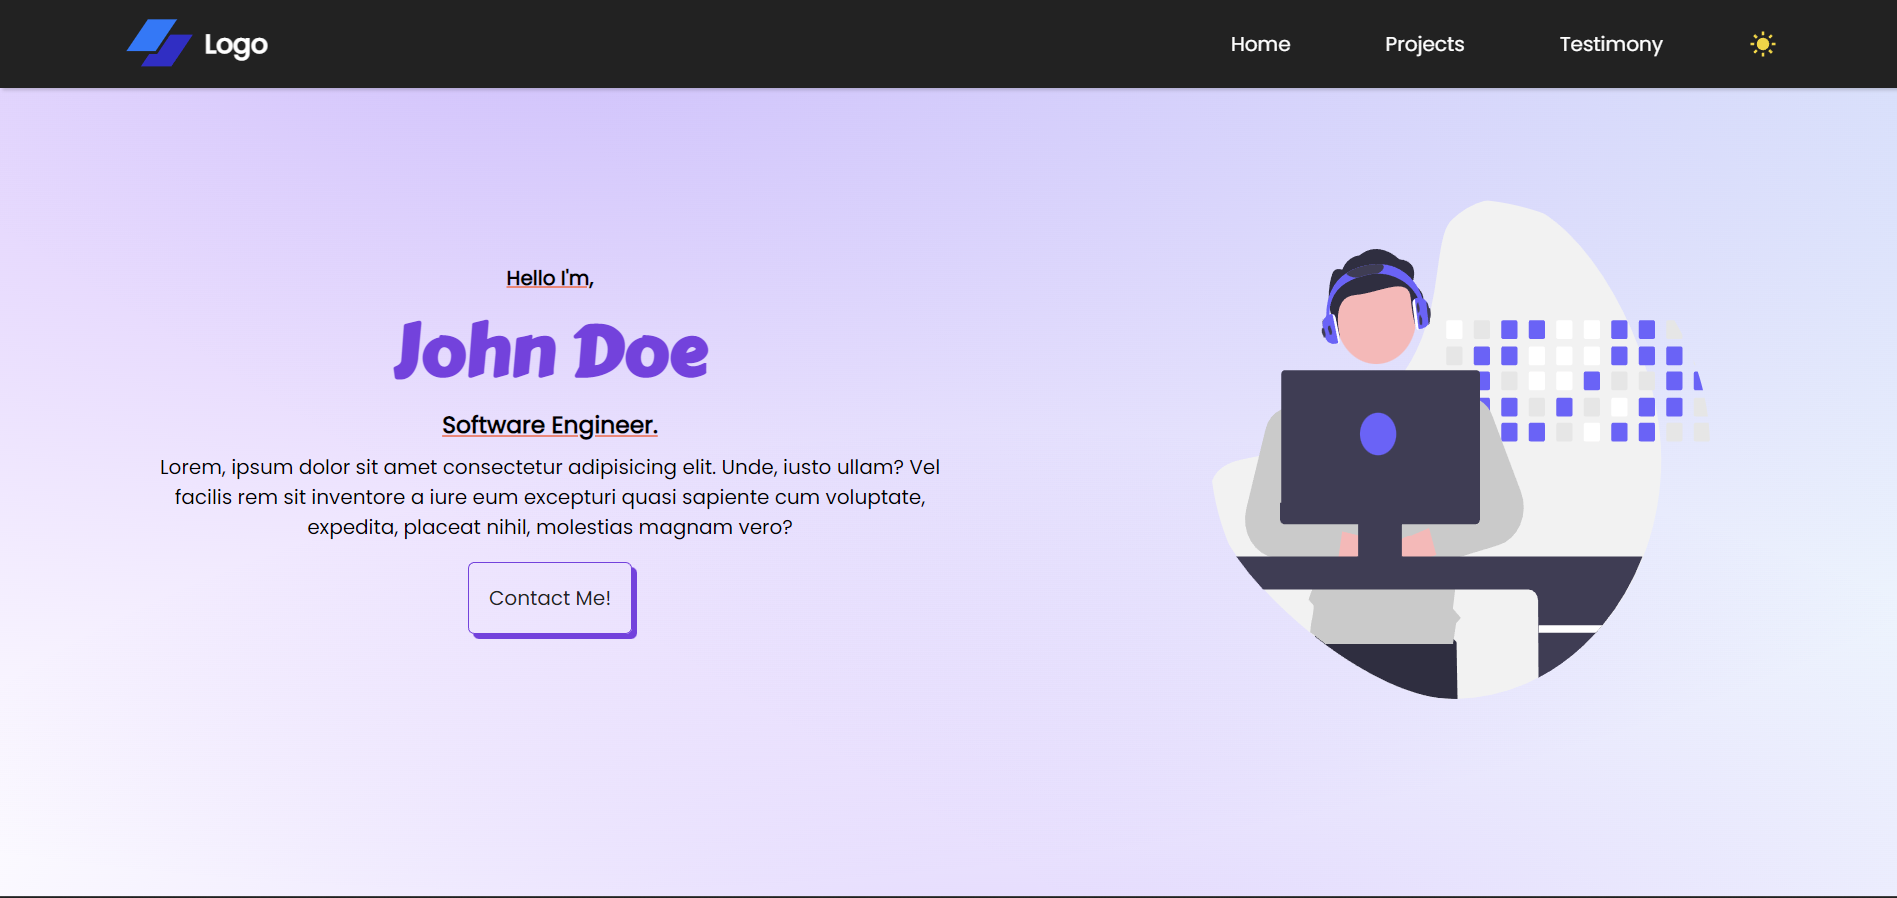 Logo
Home
Projects
Testimony
Hello I'm,
John Doe
Software Engineer.
Lorem, ipsum dolor sit amet consectetur adipisicing elit. Unde, iusto ullam? Vel
facilis rem sit inventore a iure eum excepturi quasi sapiente cum voluptate,
expedita, placeat nihil, molestias magnam vero?
Contact Me!